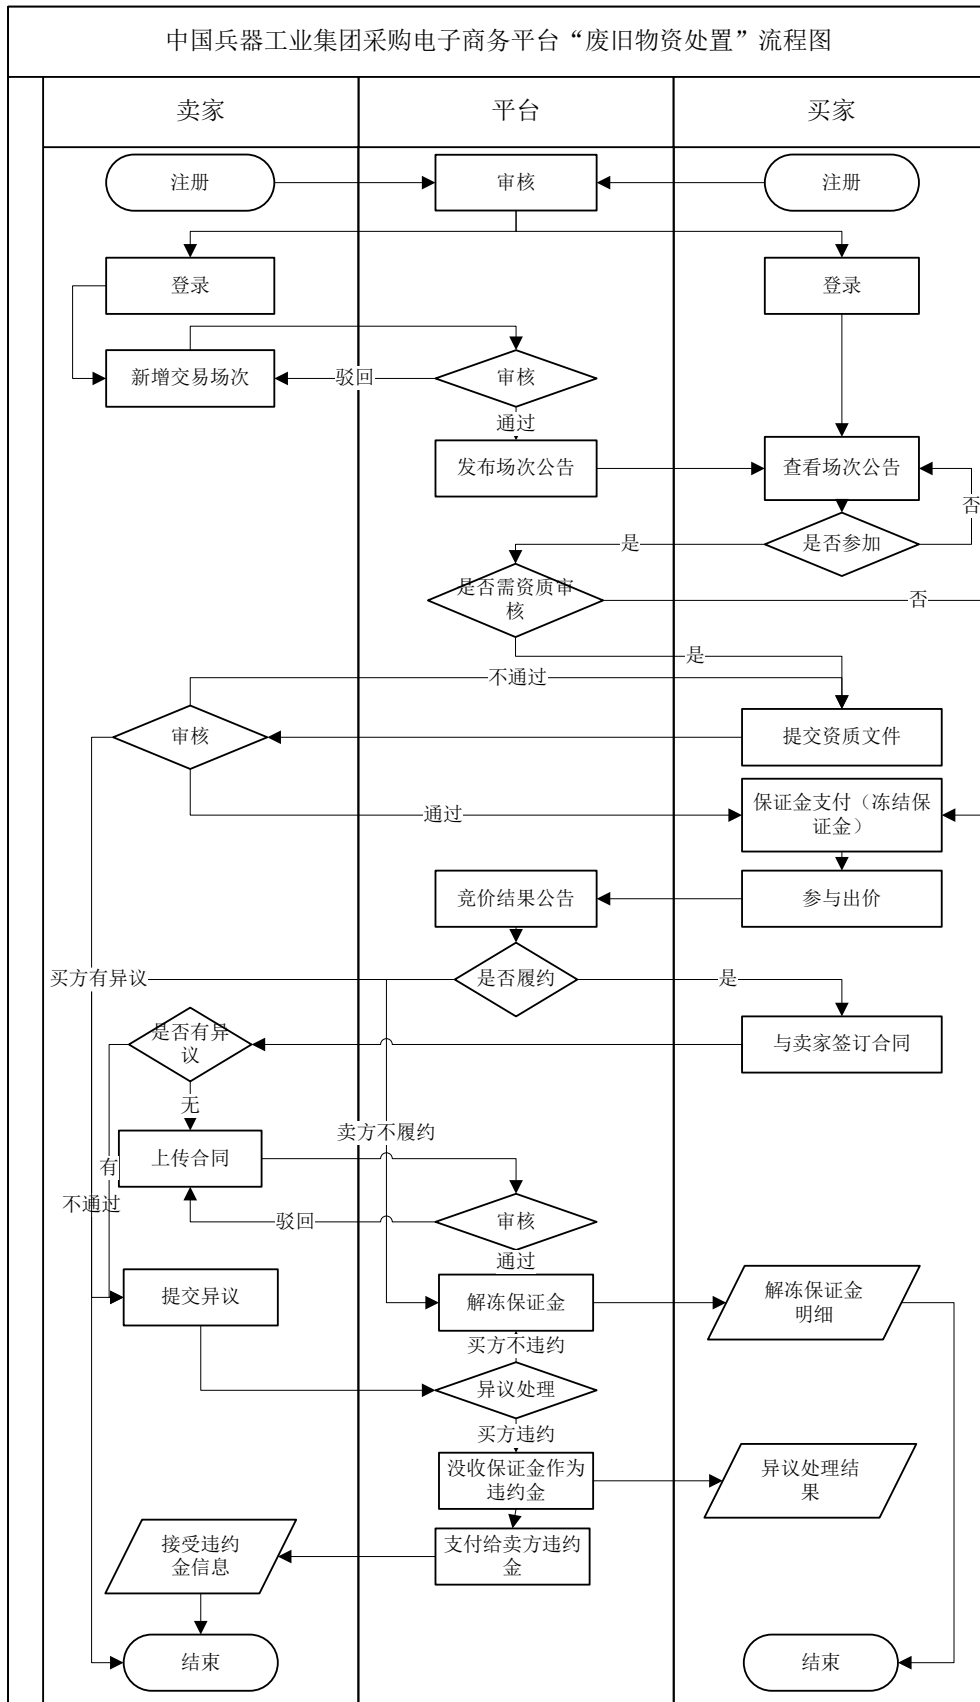 中国兵器工业集团采购电子商务平台“废旧物资处置”流程图
卖家
平台
买家
注册
审核
注册
登录
登录
新增交易场次
驳回
审核
通过
发布场次公告
查看场次公告
否
是
是否参加
是否需资质审
核
否
是
不通过
审核
提交资质文件
通过
保证金支付（冻结保
证金）
竞价结果公告
参与出价
买方有异议
是否履约
是
是否有异
议
与卖家签订合同
无
卖方不履约
上传合同
有
不通过
驳回
审核
通过
提交异议
解冻保证金
解冻保证金
明细
买方不违约
异议处理
买方违约
没收保证金作为
违约金
异议处理结
果
接受违约
金信息
支付给卖方违约
金
结束
结束